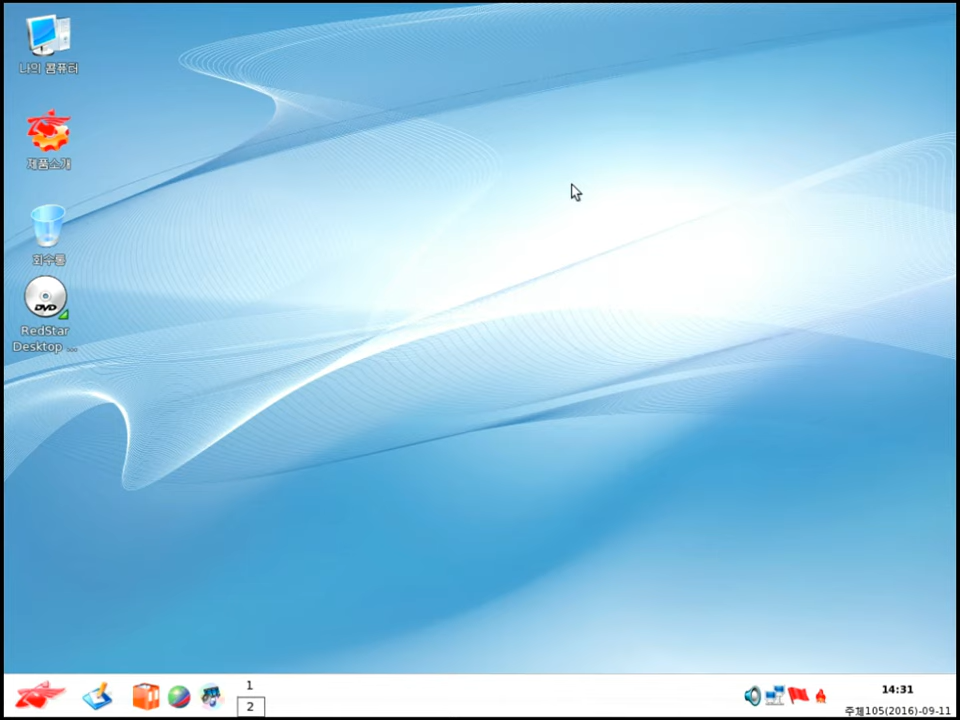 나의 콤퓨터
제품소개
회수통
DVD
RedStar
Desktop ...
1
2
14:31
주체105(2016)-09-11